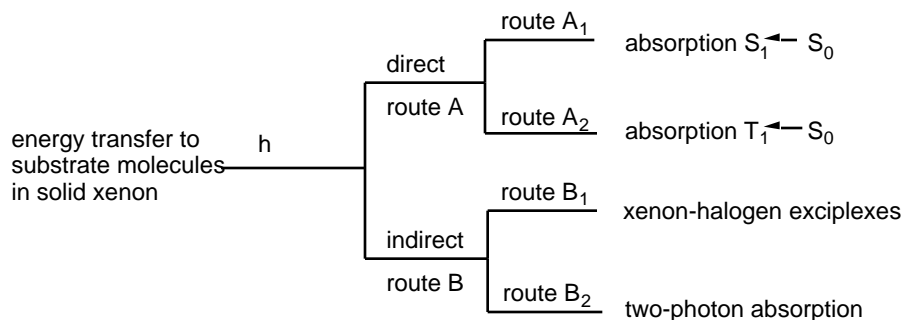 energy transfer to
substrate molecules
in solid xenon
h
direct
route A
route A1
absorption S1 ← S0
route A2
absorption T1 ← S0
indirect
route B
route B1
xenon-halogen exciplexes
route B2
two-photon absorption